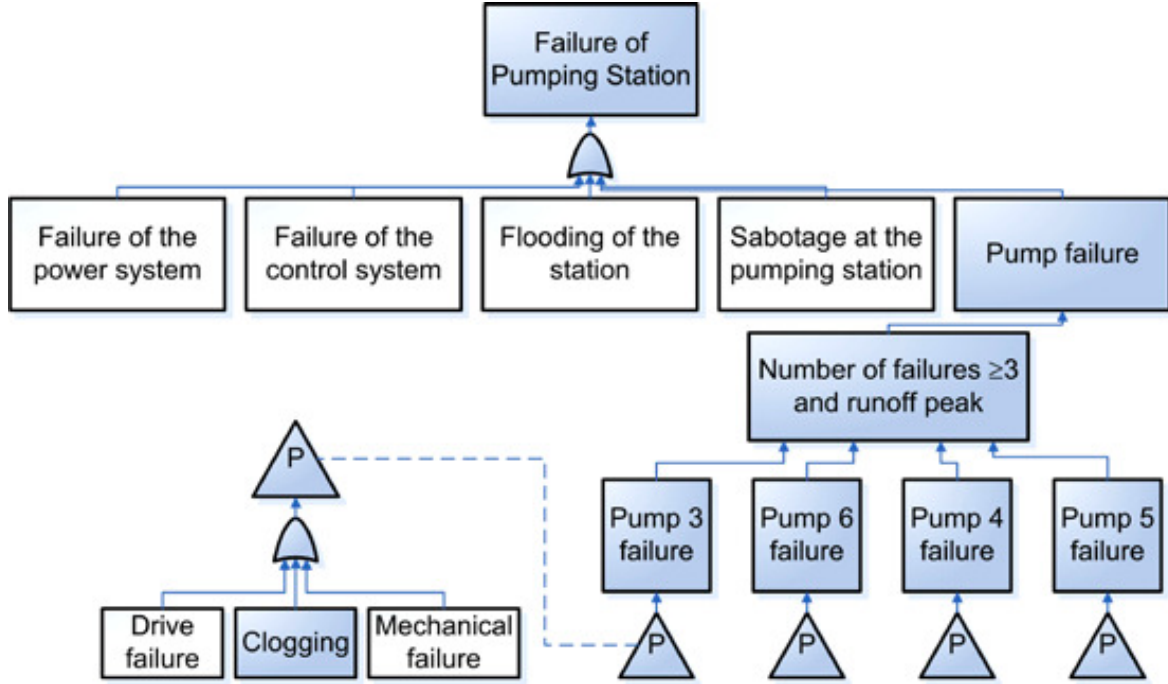 Failure of
Pumping Station
Failure of the
power system
Failure of the
control system
Flooding of the
station
Sabotage at the
pumping station
Pump failure
Number of failures ≥3
and runoff peak
P
Pump 3
failure
Pump 6
failure
Pump 4
failure
Pump 5
failure
Drive
failure
Clogging
Mechanical
failure
P
P
P
P